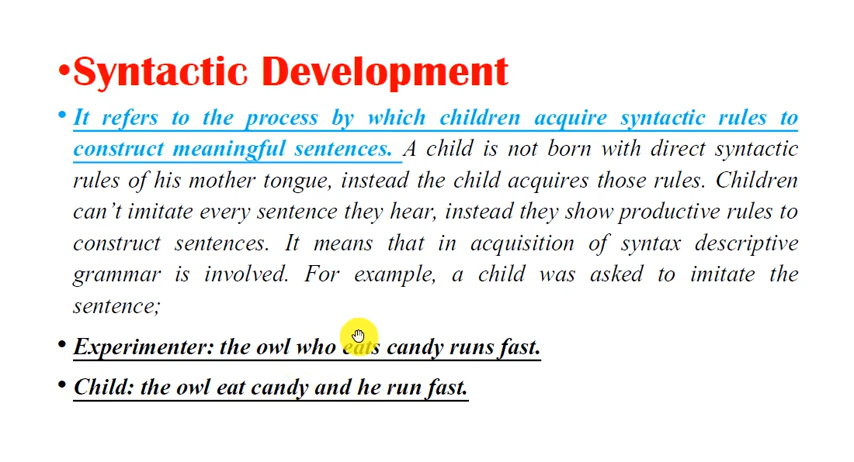 •Syntactic Development
• It refers to the process by which children acquire syntactic rules to
construct meaningful sentences. A child is not born with direct syntactic
rules of his mother tongue, instead the child acquires those rules. Children
can't imitate every sentence they hear, instead they show productive rules to
construct sentences. It means that in acquisition of syntax descriptive
grammar is involved. For example, a child was asked to imitate the
sentence;
• Experimenter: the owl who eats candy runs fast.
• Child: the owl eat candy and he run fast.